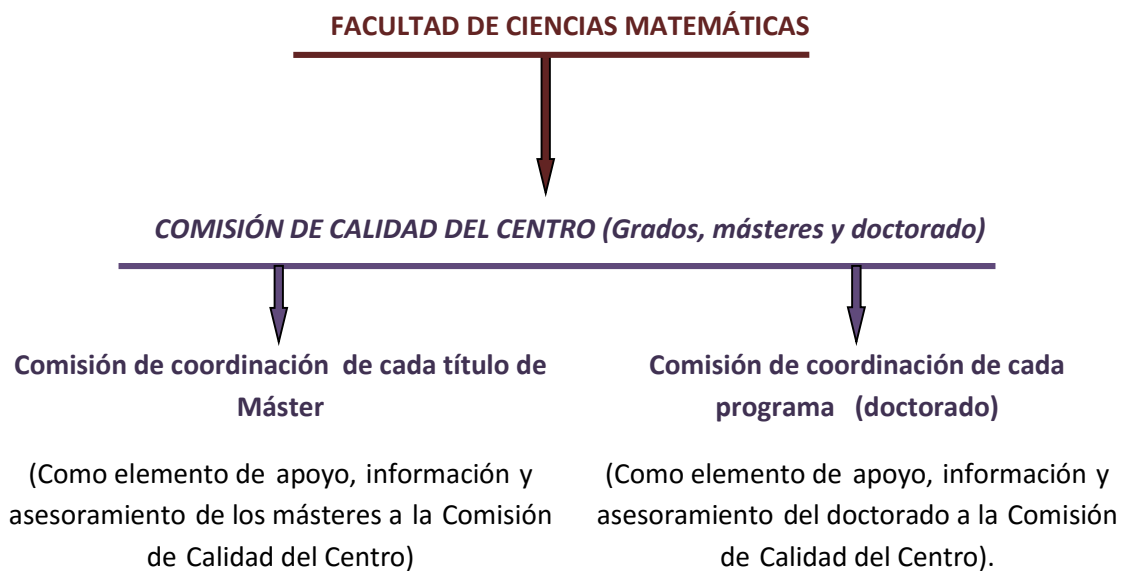 FACULTAD DE CIENCIAS MATEMÁTICAS
COMISIÓN DE CALIDAD DEL CENTRO (Grados, másteres y doctorado)
Comisión de coordinación de cada título de
Máster
(Como elemento de apoyo, información y
asesoramiento de los másteres a la Comisión
de Calidad del Centro)
Comisión de coordinación de cada
programa (doctorado)
(Como elemento de apoyo, información y
asesoramiento del doctorado a la Comisión
de Calidad del Centro).